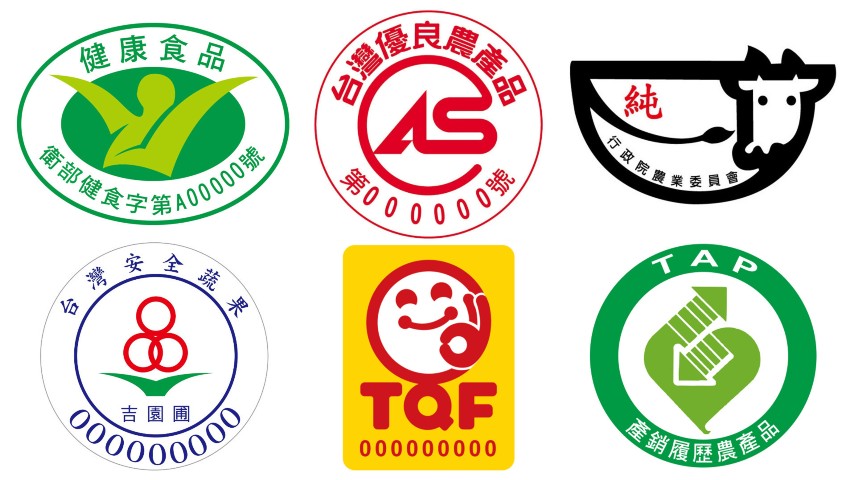 健康食品
衛部健食字第A00000號
台灣優良農產品
CAS
第000000號
純
行政院農業委員會
台灣安全蔬果
吉園圃
000000000
TQF
000000000
TAP
產銷履歷農產品